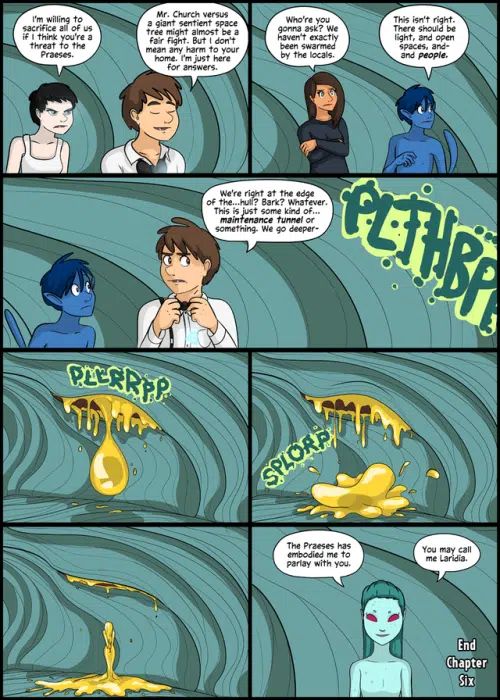 I'm willing to
sacrifice all of us
if I think you're a
threat to the
Praeses.
Mr. Church versus
a giant sentient space
tree might almost be a
fair fight. But I don't
mean any harm to your
home. I'm just here
for answers.
Who're you
gonna ask? We
haven't exactly
been swarmed
by the locals.
This isn't right.
There should be
light, and open
spaces, and-
and people.
We're right at the edge
of the...hull? Bark? Whatever.
This is just some kind of...
maintenance tunnel or
something. We go deeper-
PLTHBPP
PLLRRRPP
SPLORP
The Praeses has
embodied me to
parlay with you.
You may call
me Laridia.
End
Chapter
Six